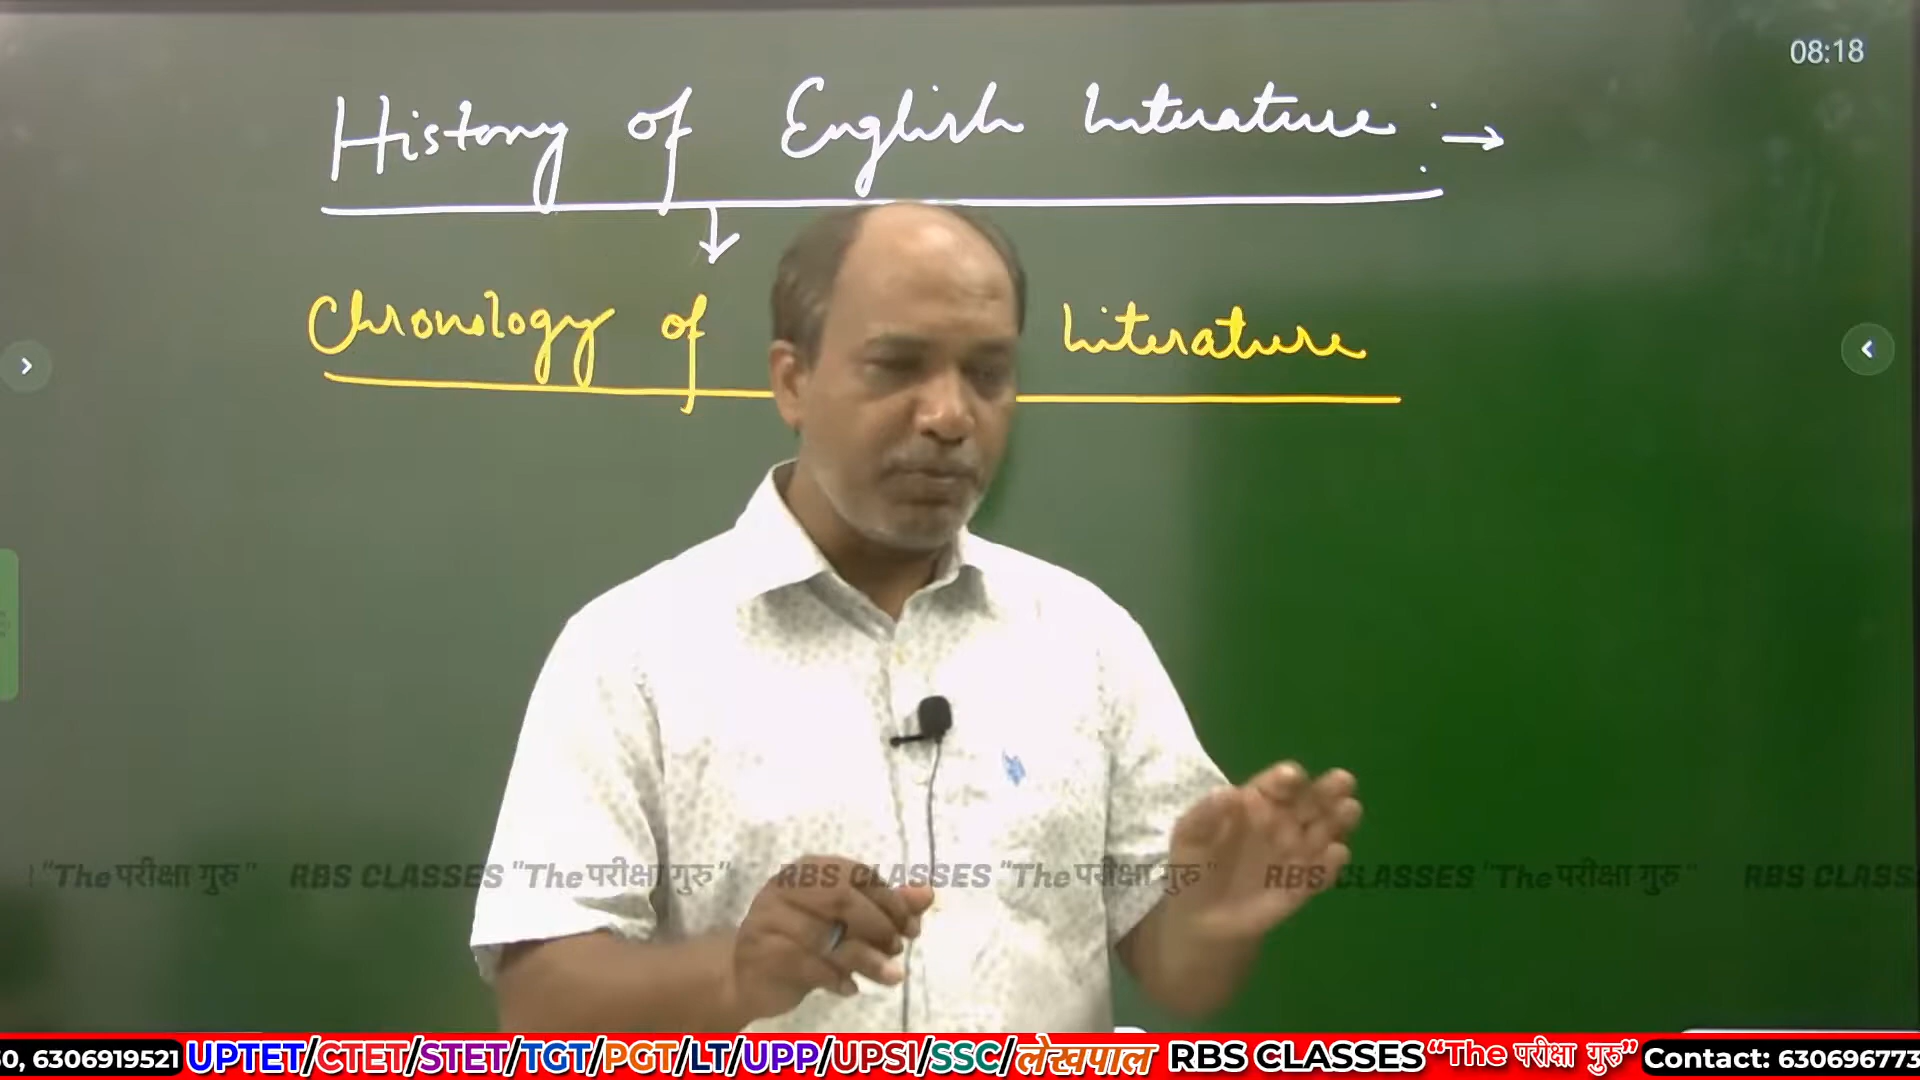 08:18
History of English Literature :→
Chronology of Literature
"The परीक्षा गुरु" RBS CLASSES "The परीक्षा गुरु" RBS CLASSES "The परीक्षा गुरु" RBS CLASSES "The परीक्षा गुरु" RBS CLASS
0, 6306919521 UPTET/CTET/STET/TGT/PGT/LT/UPP/UPSI/SSC/लेखपाल RBS CLASSES “The परीक्षा गुरु” Contact: 630696773